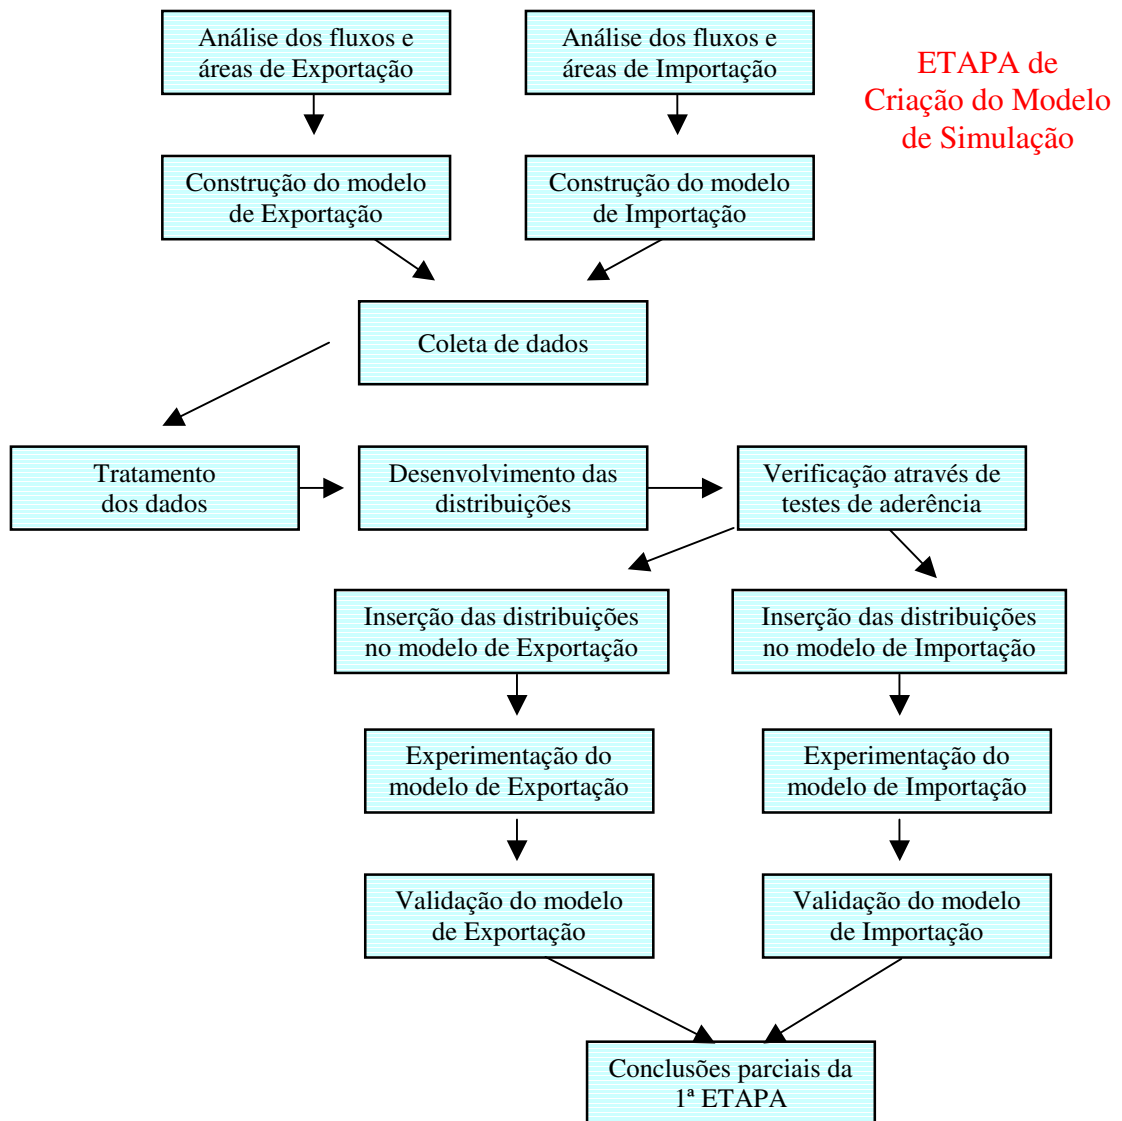 Análise dos fluxos e
áreas de Exportação
Análise dos fluxos e
áreas de Importação
ETAPA de
Criação do Modelo
de Simulação
Construção do modelo
de Exportação
Construção do modelo
de Importação
Coleta de dados
Tratamento
dos dados
Desenvolvimento das
distribuições
Verificação através de
testes de aderência
Inserção das distribuições
no modelo de Exportação
Inserção das distribuições
no modelo de Importação
Experimentação do
modelo de Exportação
Experimentação do
modelo de Importação
Validação do modelo
de Exportação
Validação do modelo
de Importação
Conclusões parciais da
1ª ETAPA